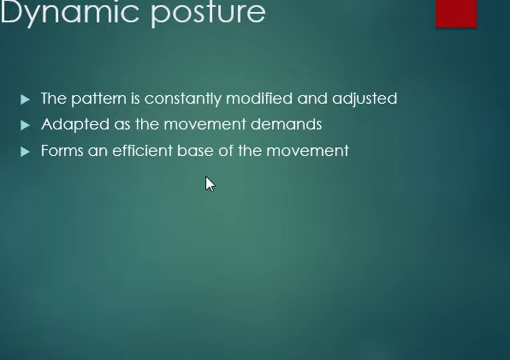 Dynamic posture
The pattern is constantly modified and adjusted
Adapted as the movement demands
Forms an efficient base of the movement